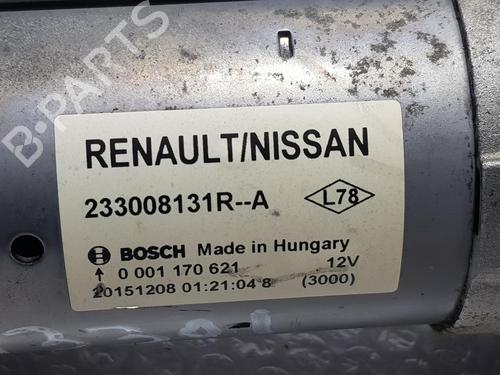 B-PARTS
RENAULT/NISSAN
233008131R--A L78
BOSCH Made in Hungary
0 001 170 621 12V
20151208 01:21:04 8 (3000)